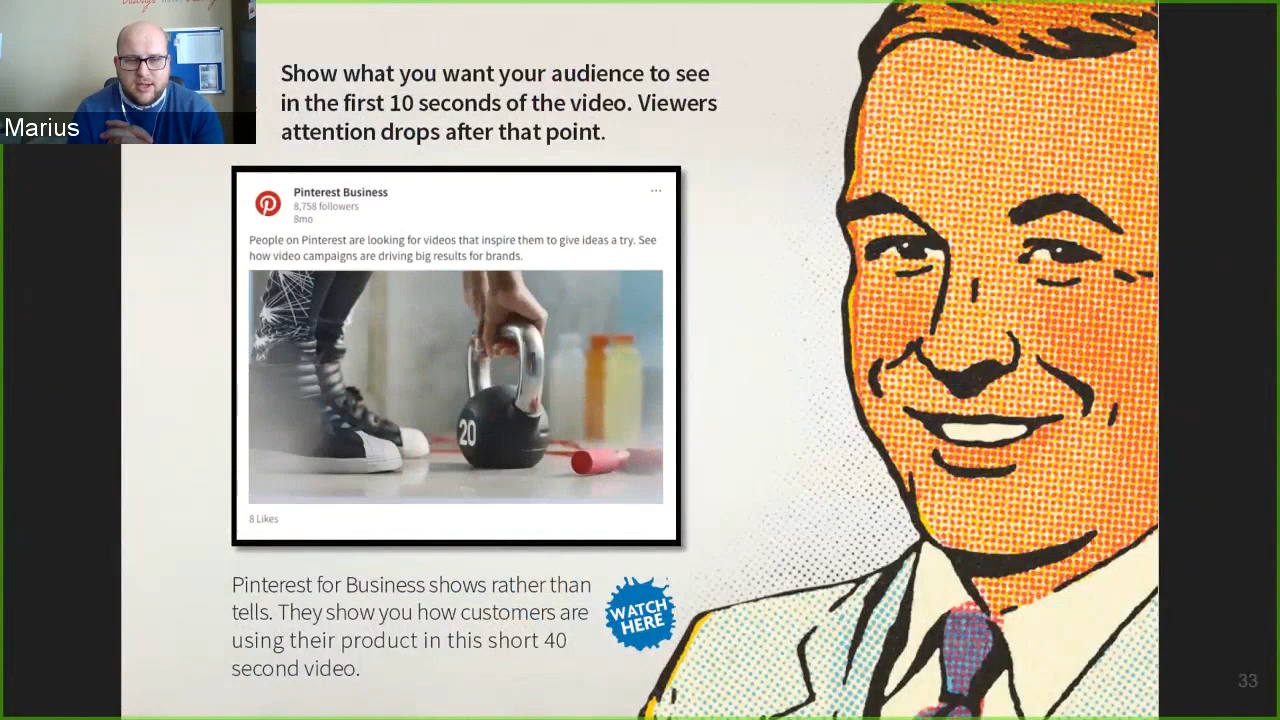 Marius
Show what you want your audience to see
in the first 10 seconds of the video. Viewers
attention drops after that point.
Pinterest Business
8,758 followers
8mo
People on Pinterest are looking for videos that inspire them to give ideas a try. See
how video campaigns are driving big results for brands.
20
8 Likes
Pinterest for Business shows rather than
tells. They show you how customers are
using their product in this short 40
second video.
WATCH
HERE
33